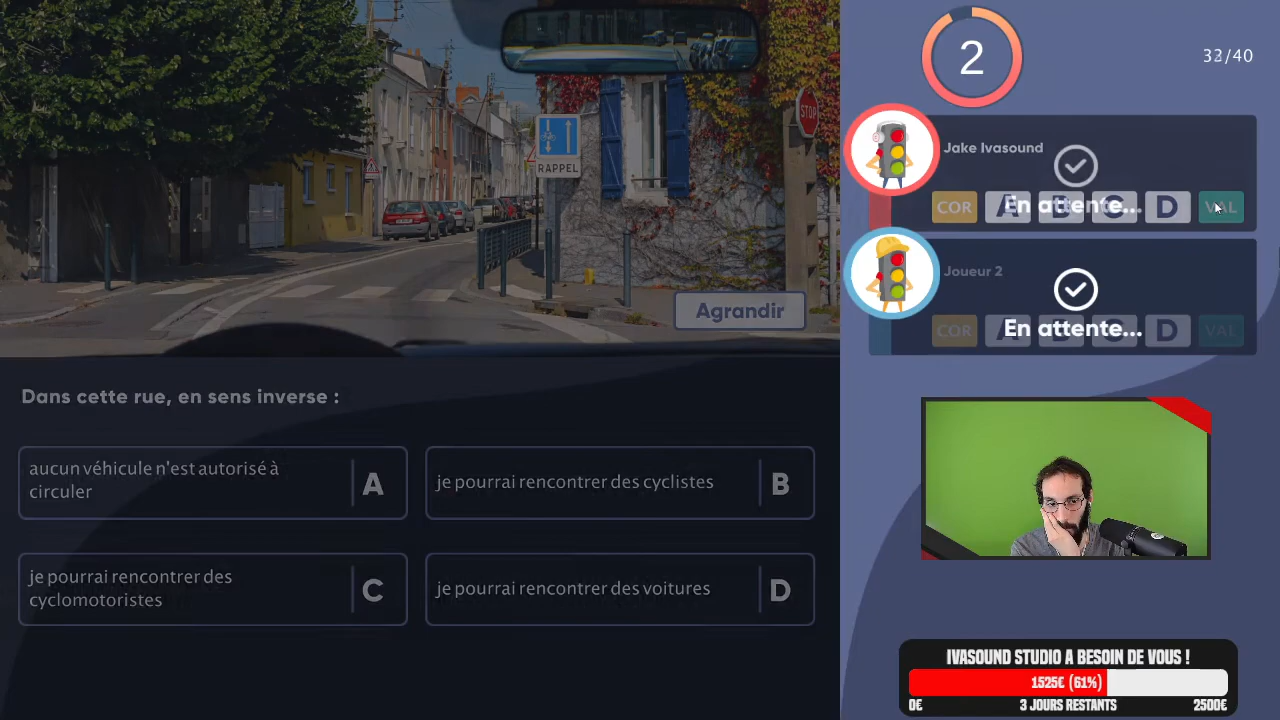 2
32/40
STOP
RAPPEL
Jake Ivasound
COR
A
D
VAL
En attente...
Joueur 2
COR
A
D
VAL
En attente...
Agrandir
Dans cette rue, en sens inverse :
aucun véhicule n'est autorisé à
circuler
A
je pourrai rencontrer des cyclistes
B
je pourrai rencontrer des
cyclomotoristes
C
je pourrai rencontrer des voitures
D
IVASOUND STUDIO A BESOIN DE VOUS !
1525€ (61%)
0€
3 JOURS RESTANTS
2500€